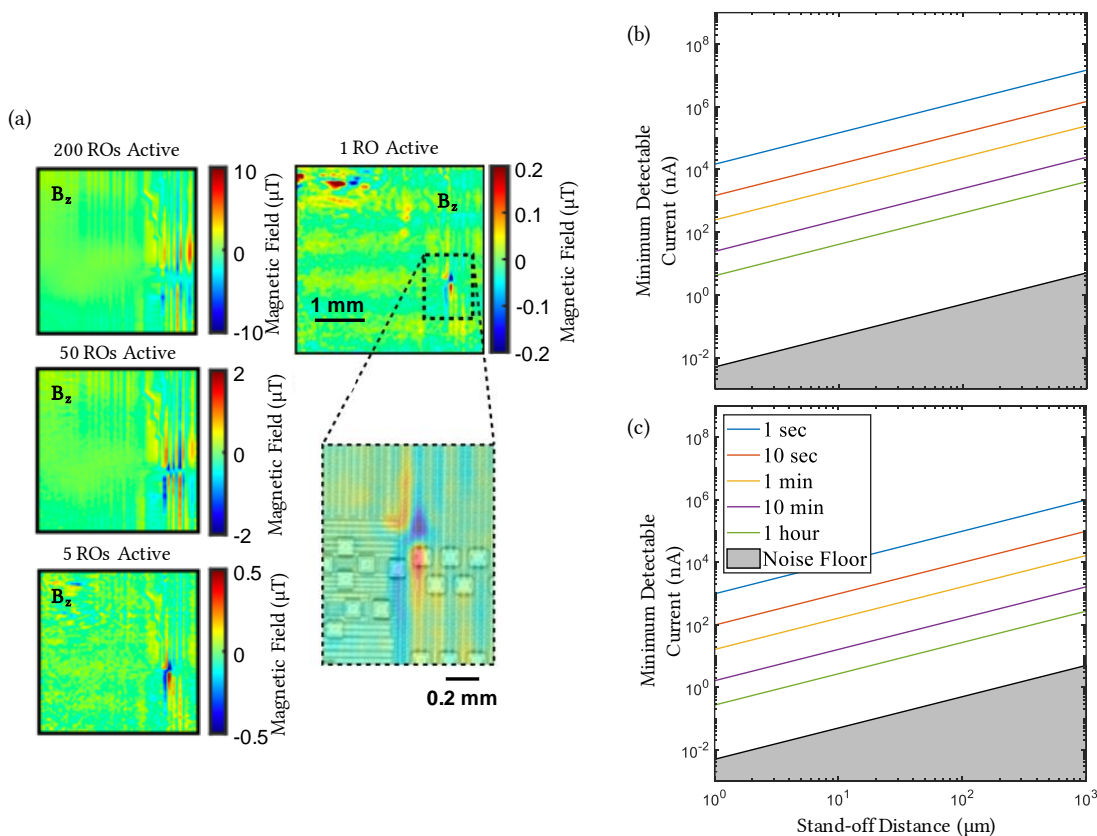 (a)
200 ROs Active
B_z
10
0
-10
Magnetic Field (μT)
50 ROs Active
B_z
2
0
-2
Magnetic Field (μT)
5 ROs Active
B_z
0.5
0
-0.5
Magnetic Field (μT)
1 RO Active
B_z
1 mm
0.2
0.1
0
-0.1
-0.2
Magnetic Field (μT)
0.2 mm
(b)
10^8
10^6
10^4
10^2
10^0
10^-2
Minimum Detectable
Current (nA)
(c)
10^8
10^6
10^4
10^2
10^0
10^-2
Minimum Detectable
Current (nA)
1 sec
10 sec
1 min
10 min
1 hour
Noise Floor
10^0
10^1
10^2
10^3
Stand-off Distance (μm)